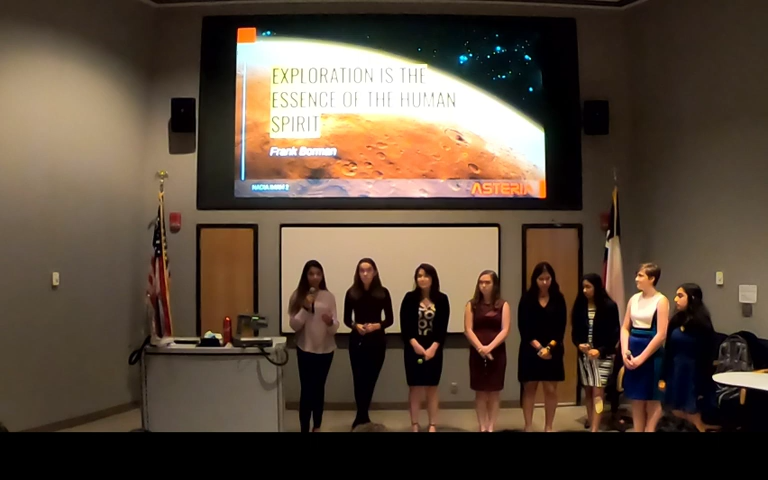 EXPLORATION IS THE
ESSENCE OF THE HUMAN
SPIRIT
Frank Borman
ASTERIA